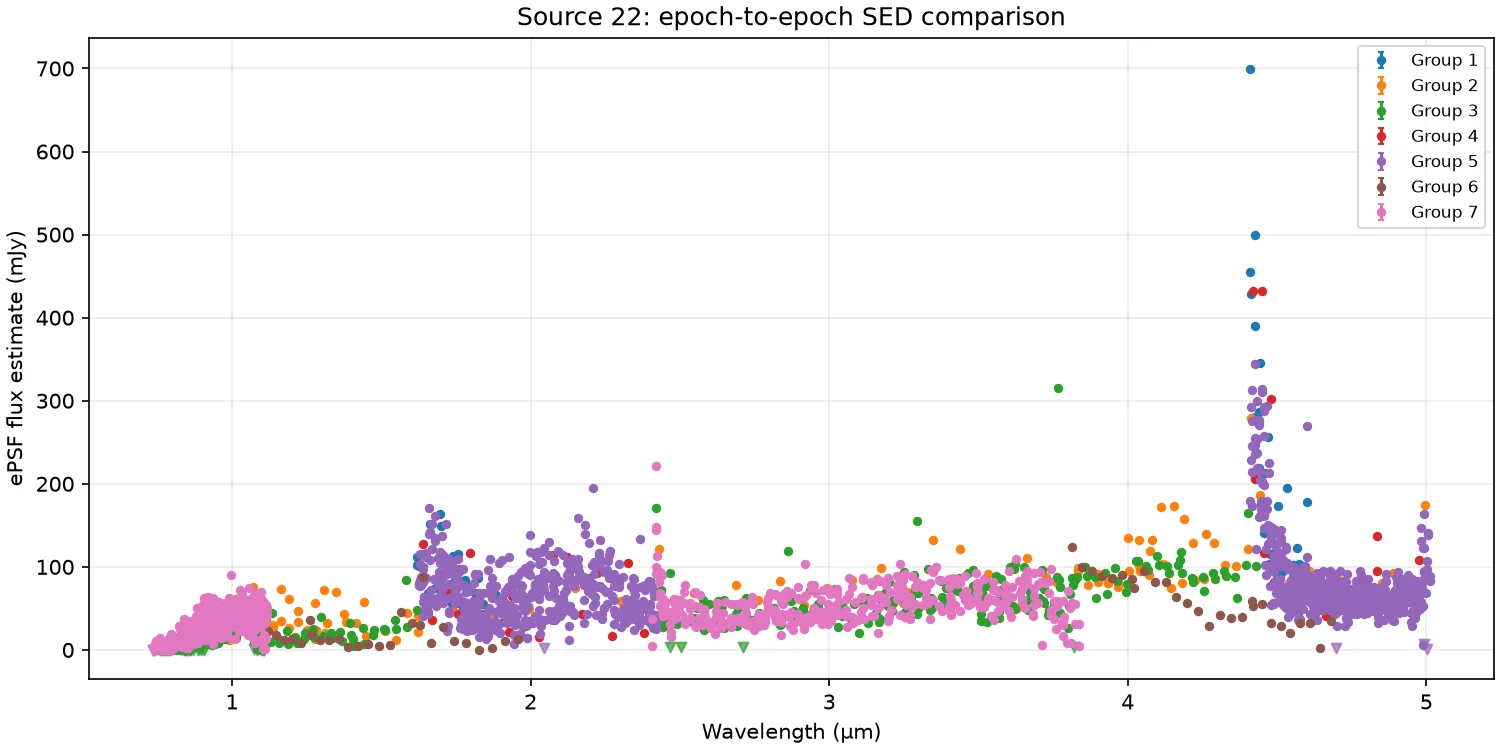 Source 22: epoch-to-epoch SED comparison
ePSF flux estimate (mJy)
700
600
500
400
300
200
100
0
Group 1
Group 2
Group 3
Group 4
Group 5
Group 6
Group 7
1 2 3 4 5
Wavelength (μm)